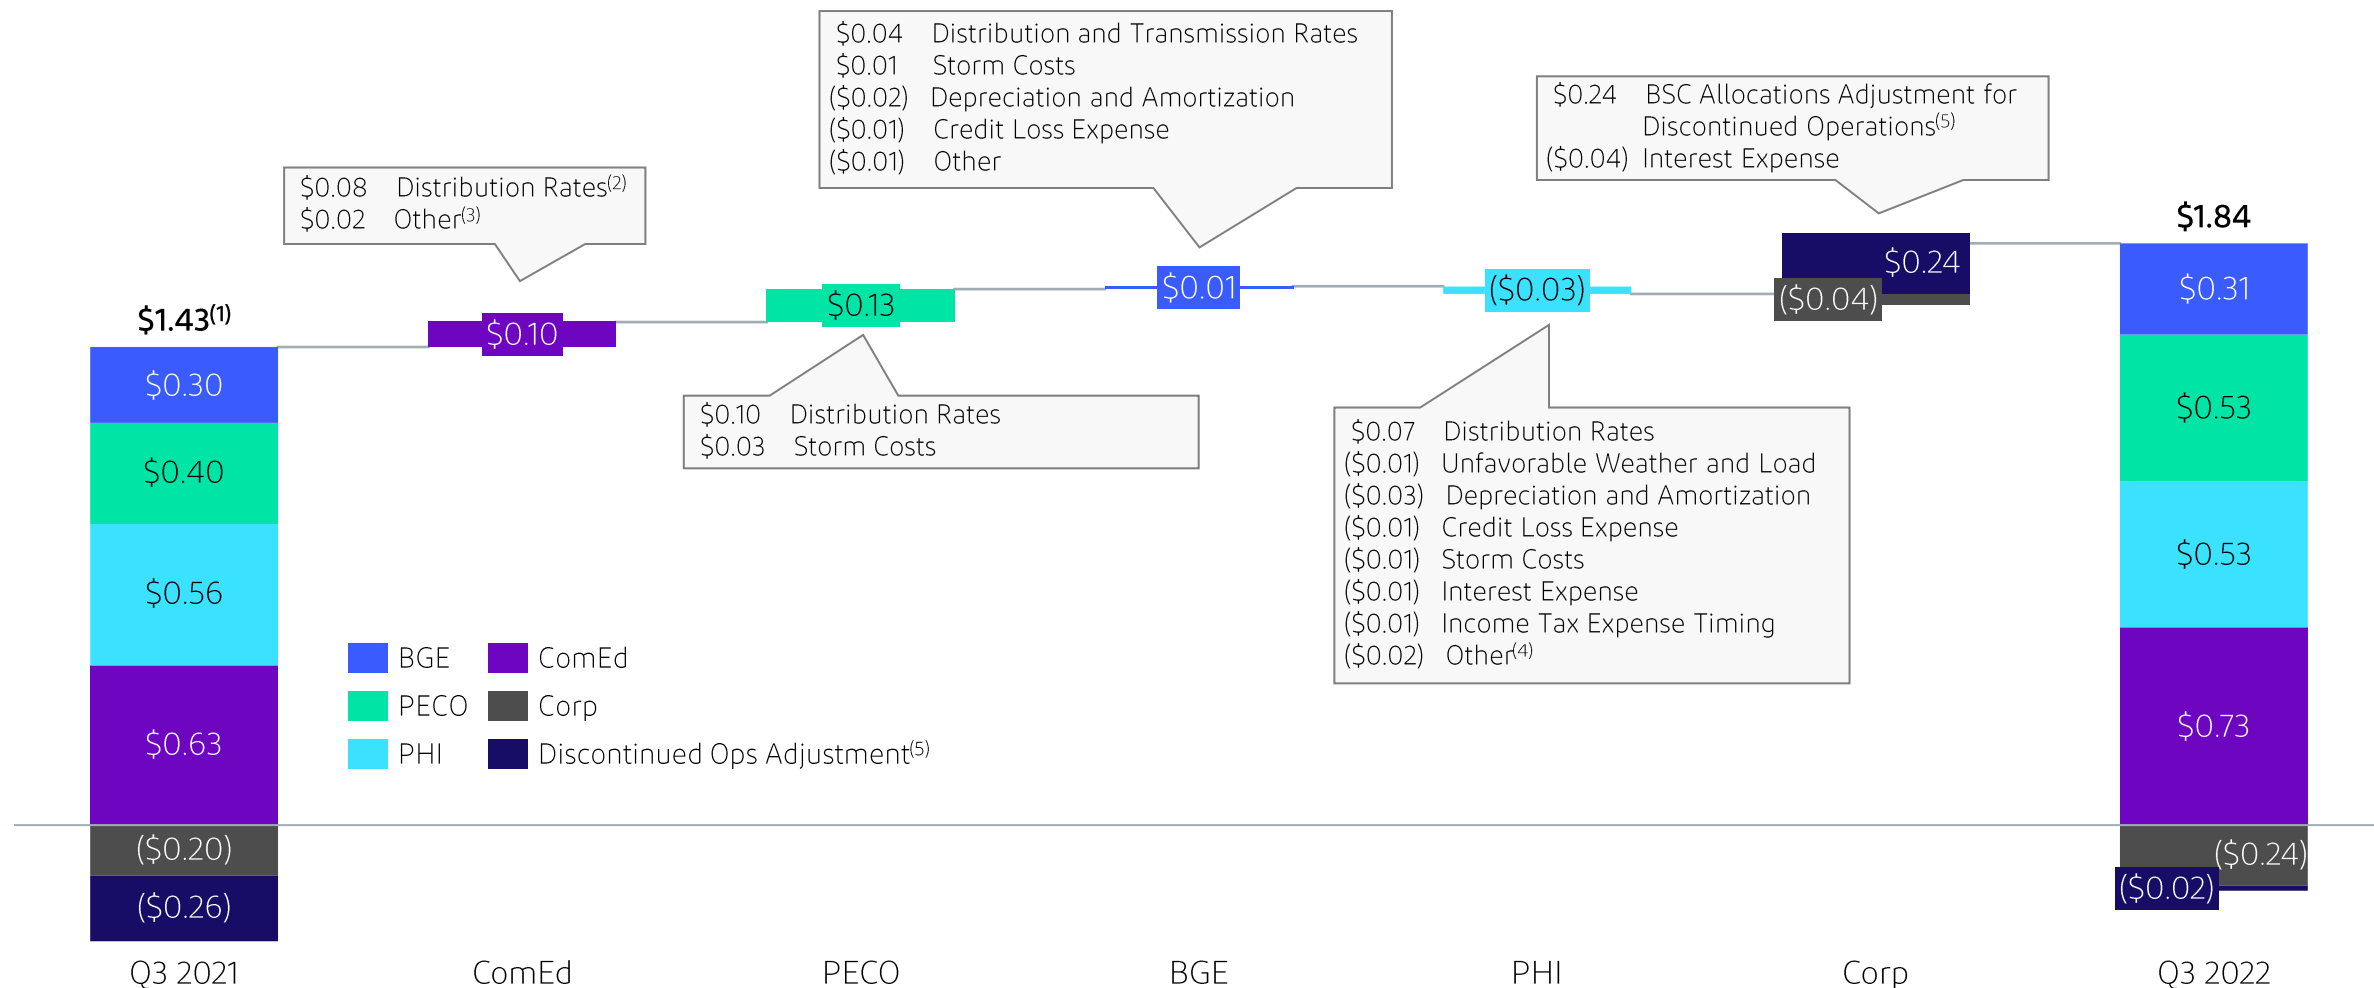 $0.04 Distribution and Transmission Rates
$0.01 Storm Costs
($0.02) Depreciation and Amortization
($0.01) Credit Loss Expense
($0.01) Other
$0.24 BSC Allocations Adjustment for
Discontinued Operations(5)
($0.04) Interest Expense
$0.08 Distribution Rates(2)
$0.02 Other(3)
$1.43(1)
$0.30
$0.40
$0.56
$0.63
($0.20)
($0.26)
$0.10
$0.13
$0.01
($0.03)
$0.24
($0.04)
$1.84
$0.31
$0.53
$0.53
$0.73
($0.24)
($0.02)
$0.10 Distribution Rates
$0.03 Storm Costs
$0.07 Distribution Rates
($0.01) Unfavorable Weather and Load
($0.03) Depreciation and Amortization
($0.01) Credit Loss Expense
($0.01) Storm Costs
($0.01) Interest Expense
($0.01) Income Tax Expense Timing
($0.02) Other(4)
BGE ComEd
PECO Corp
PHI Discontinued Ops Adjustment(5)
Q3 2021 ComEd PECO BGE PHI Corp Q3 2022